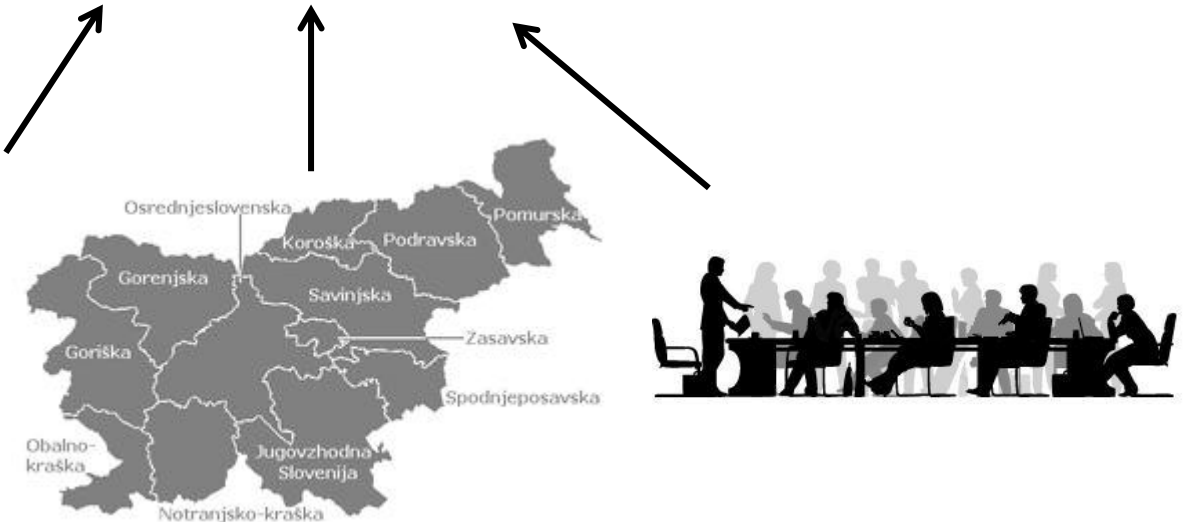 Osrednjeslovenska
Pomurska
Koroška
Podravska
Gorenjska
Savinjska
Zasavska
Goriška
Spodnjeposavska
Obalno-
kraška
Jugovzhodna
Slovenija
Notranjsko-kraška